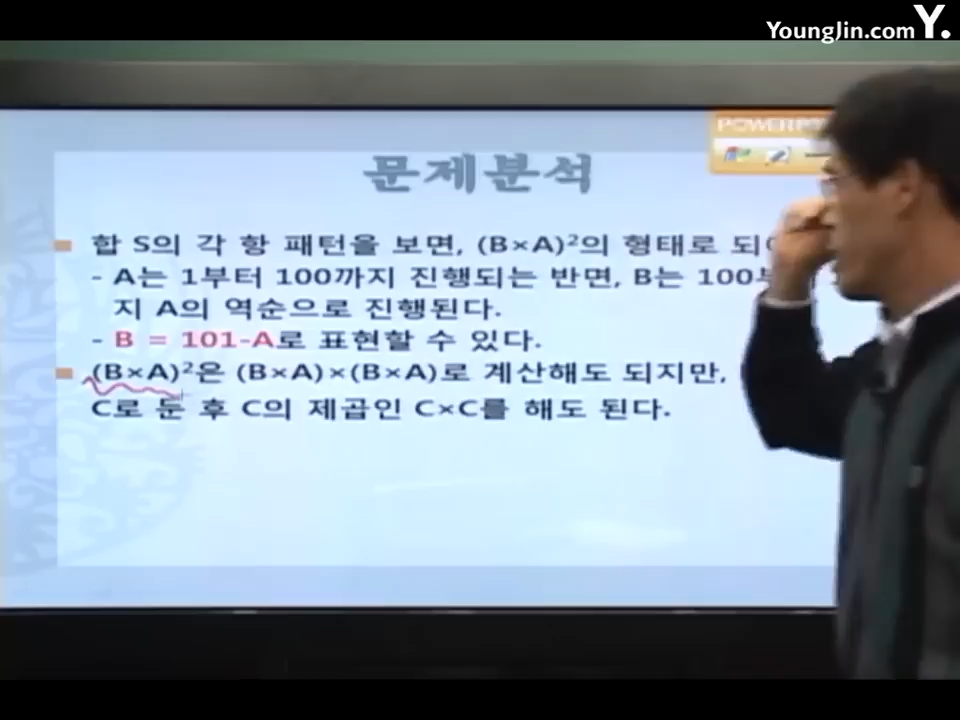 YoungJin.com Y.
POWERP
문제분석
합 S의 각 항 패턴을 보면, (B×A)²의 형태로 되
- A는 1부터 100까지 진행되는 반면, B는 100
지 A의 역순으로 진행된다.
- B = 101-A로 표현할 수 있다.
(B×A)²은 (B×A)×(B×A)로 계산해도 되지만,
C로 둔 후 C의 제곱인 C×C를 해도 된다.